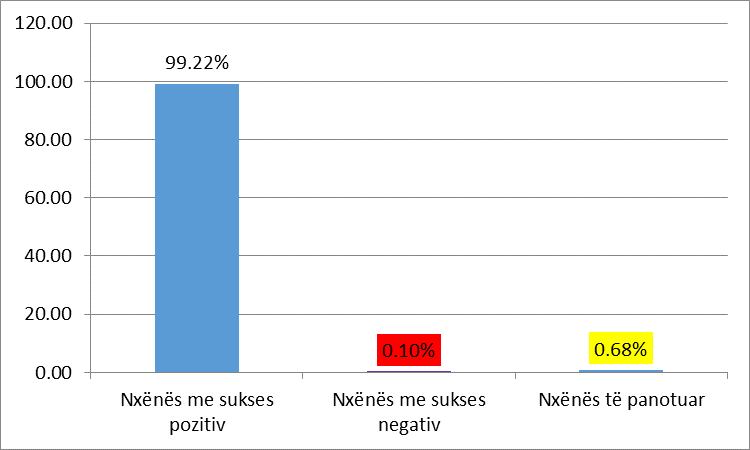 120.00
100.00
80.00
60.00
40.00
20.00
0.00
99.22%
0.10%
0.68%
Nxënës me sukses
pozitiv
Nxënës me sukses
negativ
Nxënës të panotuar